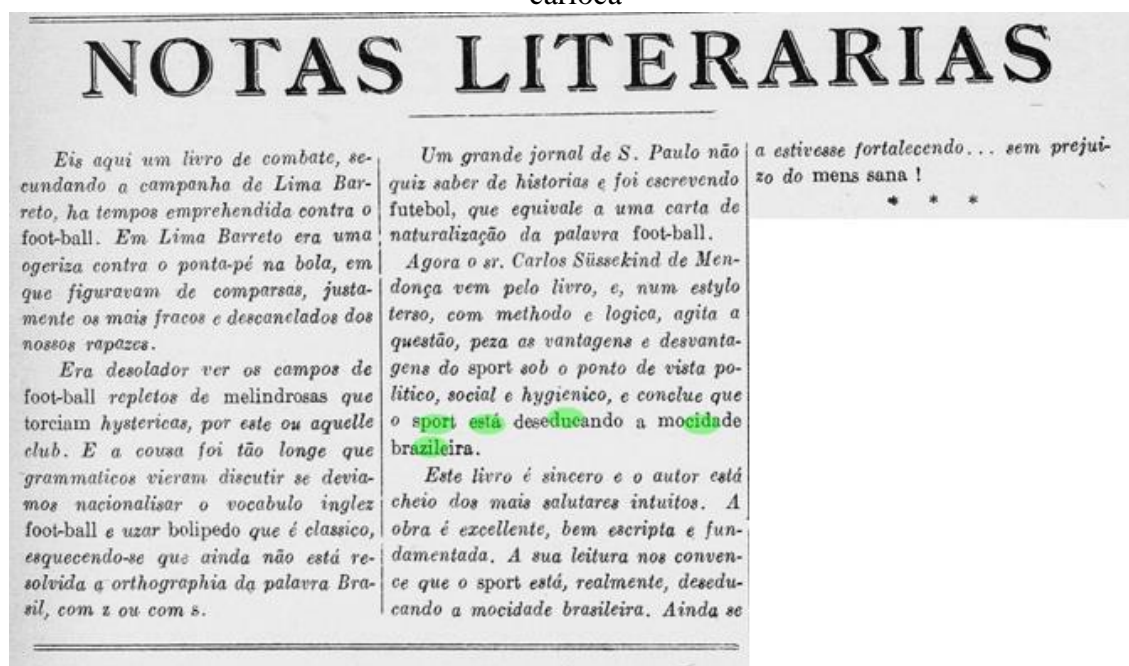 carioca
NOTAS LITERARIAS
Eis aqui um livro de combate, se-
cundando a campanha de Lima Bar-
reto, ha tempos emprehendida contra o
foot-ball. Em Lima Barreto era uma
ogeriza contra o ponta-pé na bola, em
que figuravam de comparsas, justa-
mente os mais fracos e descanelados dos
nossos rapazes.
Era desolador ver os campos de
foot-ball repletos de melindrosas que
torciam hystericas, por este ou aquelle
club. E a cousa foi tão longe que
grammaticos vieram discutir se devia-
mos nacionalisar o vocabulo inglez
foot-ball e uzar bolipedo que é classico,
esquecendo-se que ainda não está re-
solvida a orthographia da palavra Bra-
sil, com z ou com s.
Um grande jornal de S. Paulo não
quiz saber de historias e foi escrevendo
futebol, que equivale a uma carta de
naturalização da palavra foot-ball.
Agora o sr. Carlos Süssekind de Men-
donça vem pelo livro, e, num estylo
terso, com methodo e logica, agita a
questão, peza as vantagens e desvanta-
gens do sport sob o ponto de vista po-
litico, social e hygienico, e conclue que
o sport está deseducando a mocidade
brazileira.
Este livro é sincero e o autor está
cheio dos mais salutares intuitos. A
obra é excellente, bem escripta e fun-
damentada. A sua leitura nos conven-
ce que o sport está, realmente, desedu-
cando a mocidade brasileira. Ainda se
a estivesse fortalecendo... sem prejui-
zo do mens sana !
* * *